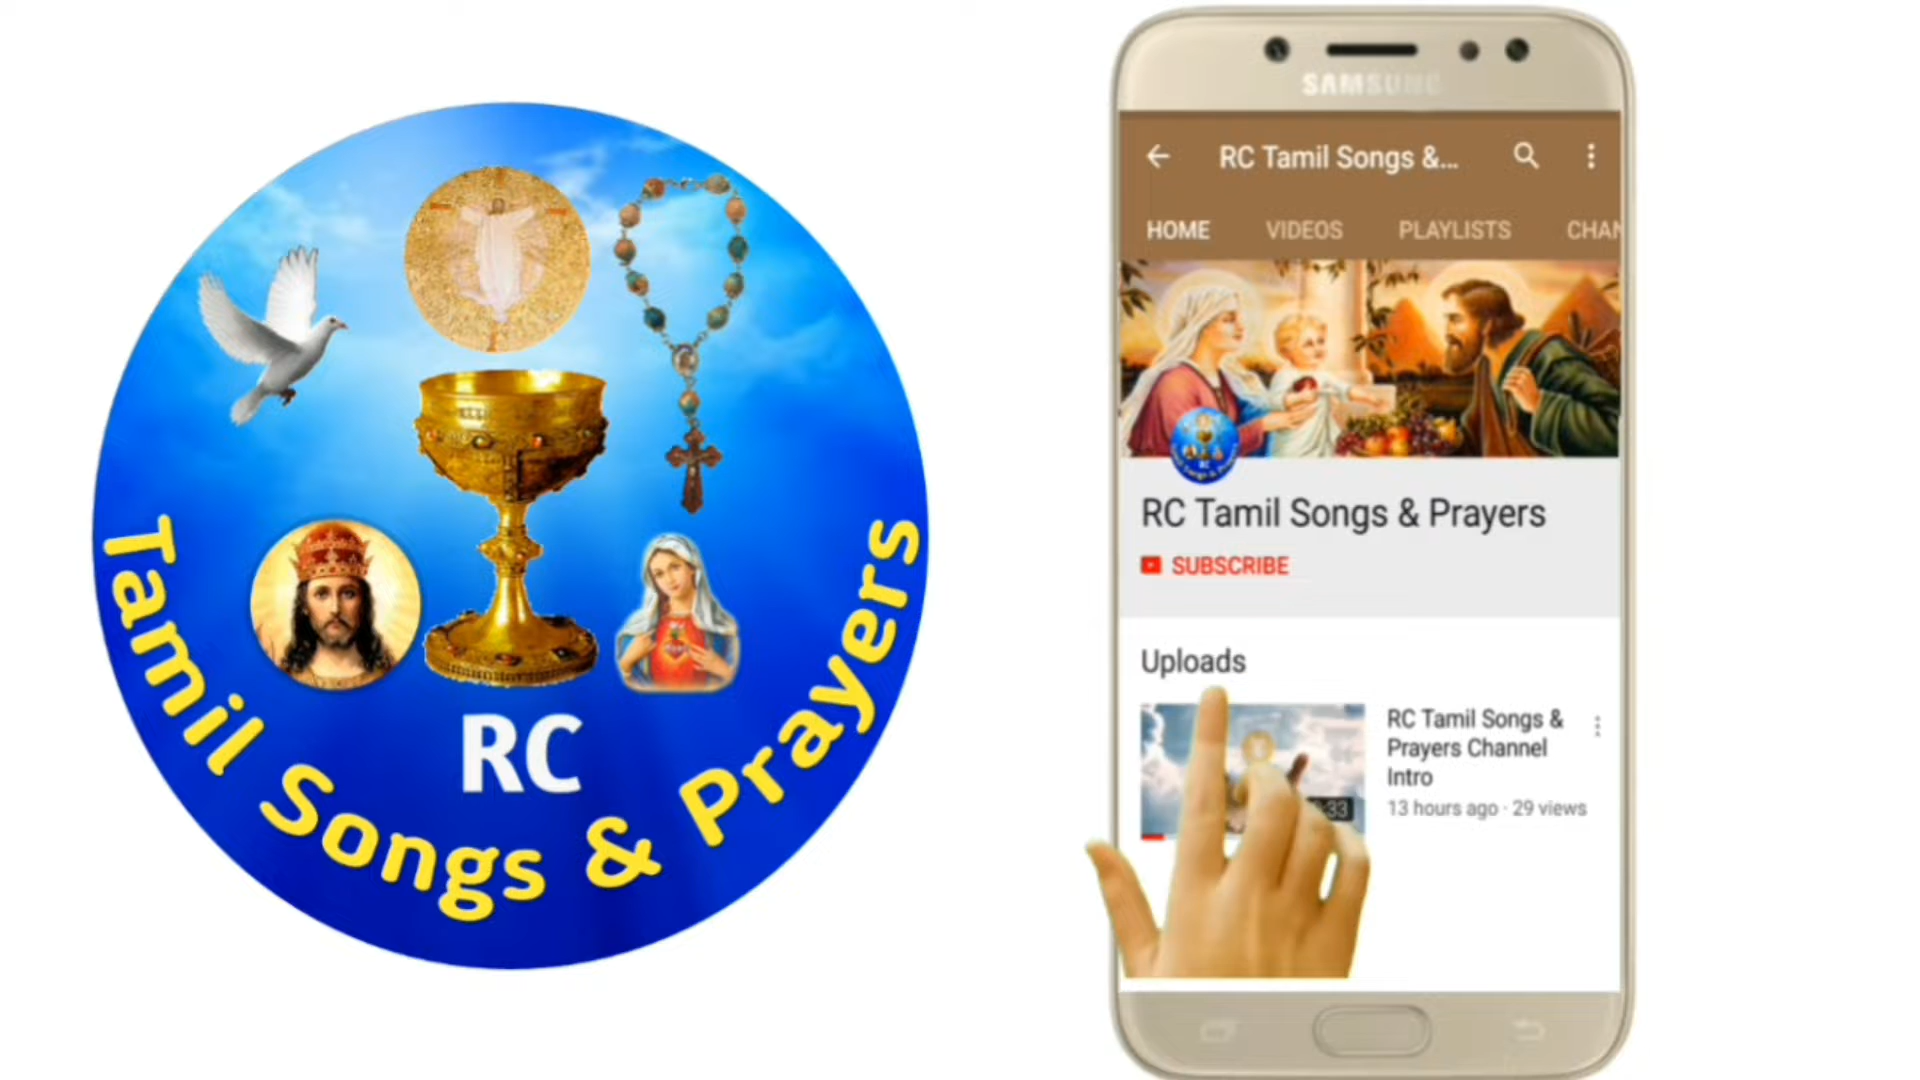 RC
Tamil Songs & Prayers
SAMSUNG
RC Tamil Songs &...
HOME VIDEOS PLAYLISTS CHAN
RC Tamil Songs & Prayers
SUBSCRIBE
Uploads
RC Tamil Songs &
Prayers Channel
Intro
13 hours ago · 29 views